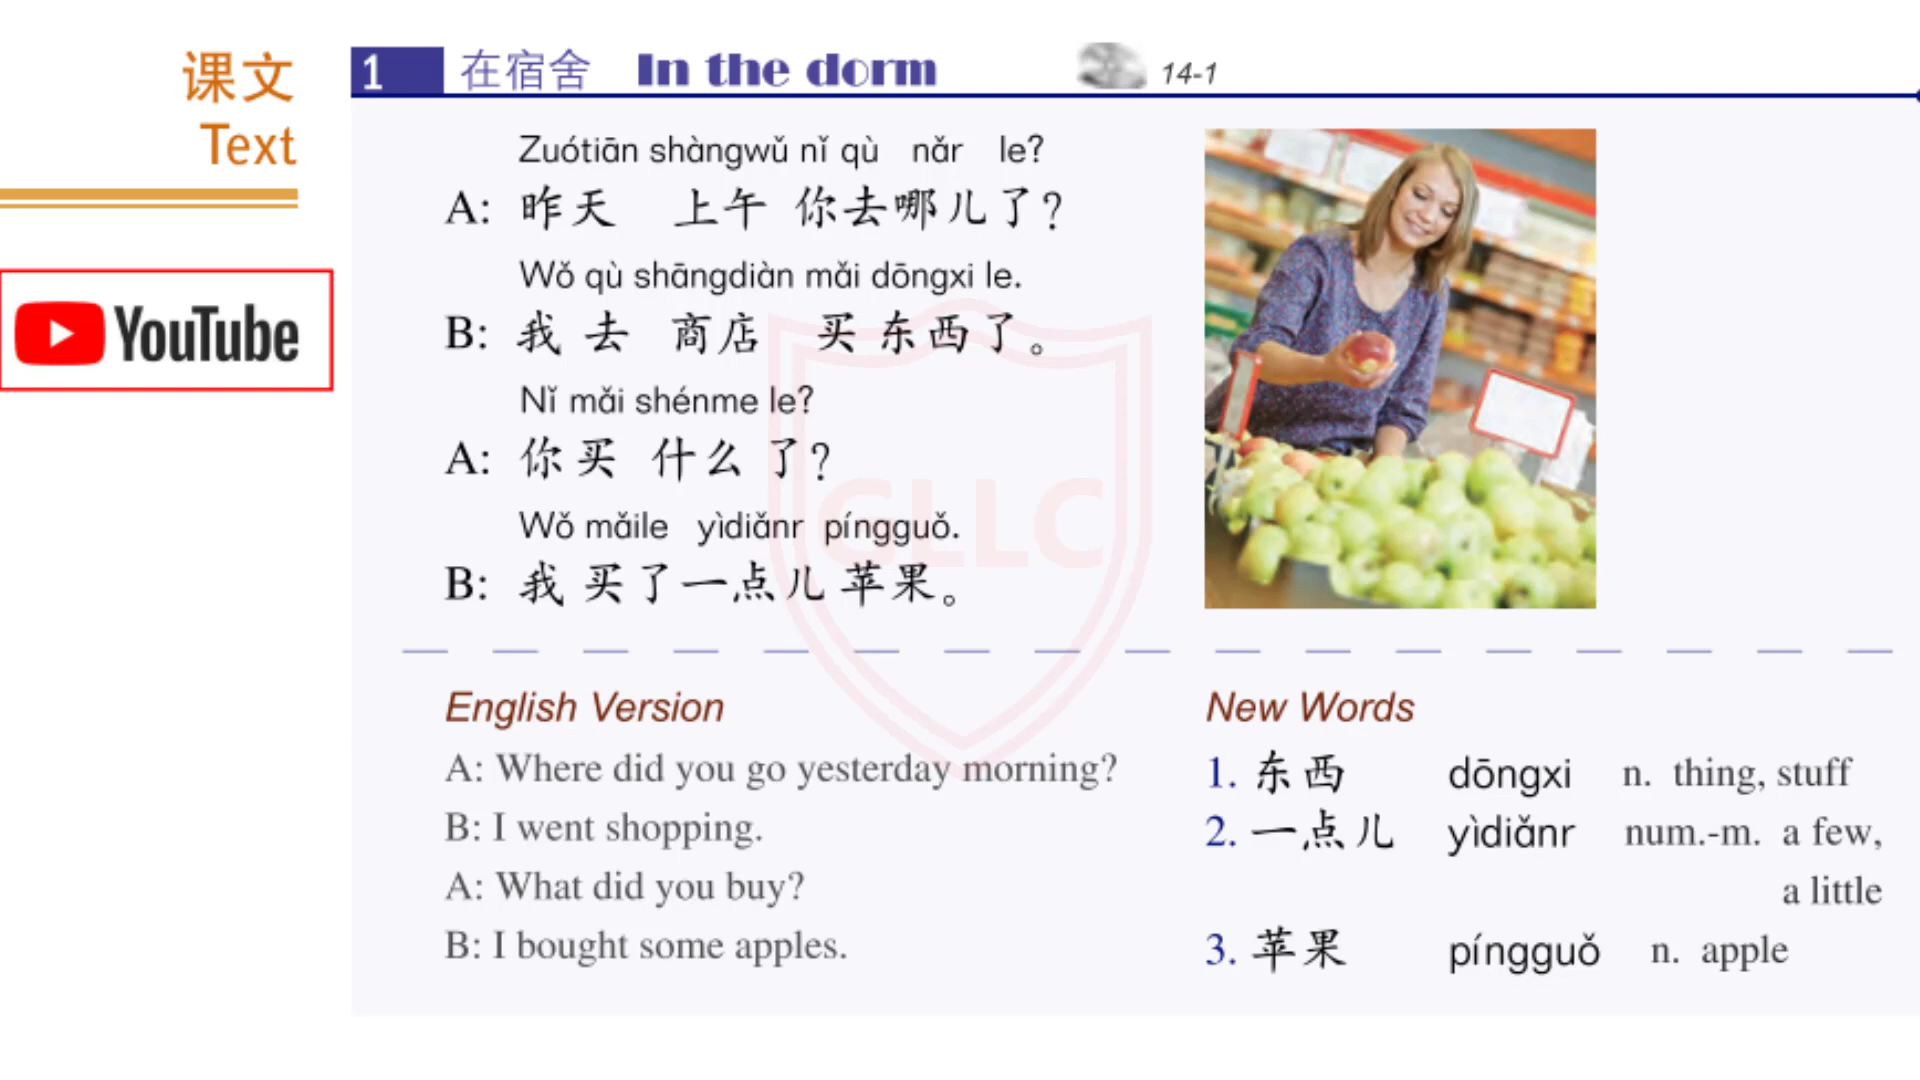 课文
Text
YouTube
1 在宿舍 In the dorm 14-1
Zuótiān shàngwǔ nǐ qù nǎr le?
A: 昨天 上午 你去哪儿了?
Wǒ qù shāngdiàn mǎi dōngxi le.
B: 我 去 商店 买 东西了。
Nǐ mǎi shénme le?
A: 你买 什么 了?
Wǒ mǎile yìdiǎnr píngguǒ.
B: 我 买了一点儿 苹果。
GLLC
English Version
A: Where did you go yesterday morning?
B: I went shopping.
A: What did you buy?
B: I bought some apples.
New Words
1. 东西 dōngxi n. thing, stuff
2. 一点儿 yìdiǎnr num.-m. a few,
a little
3. 苹果 píngguǒ n. apple